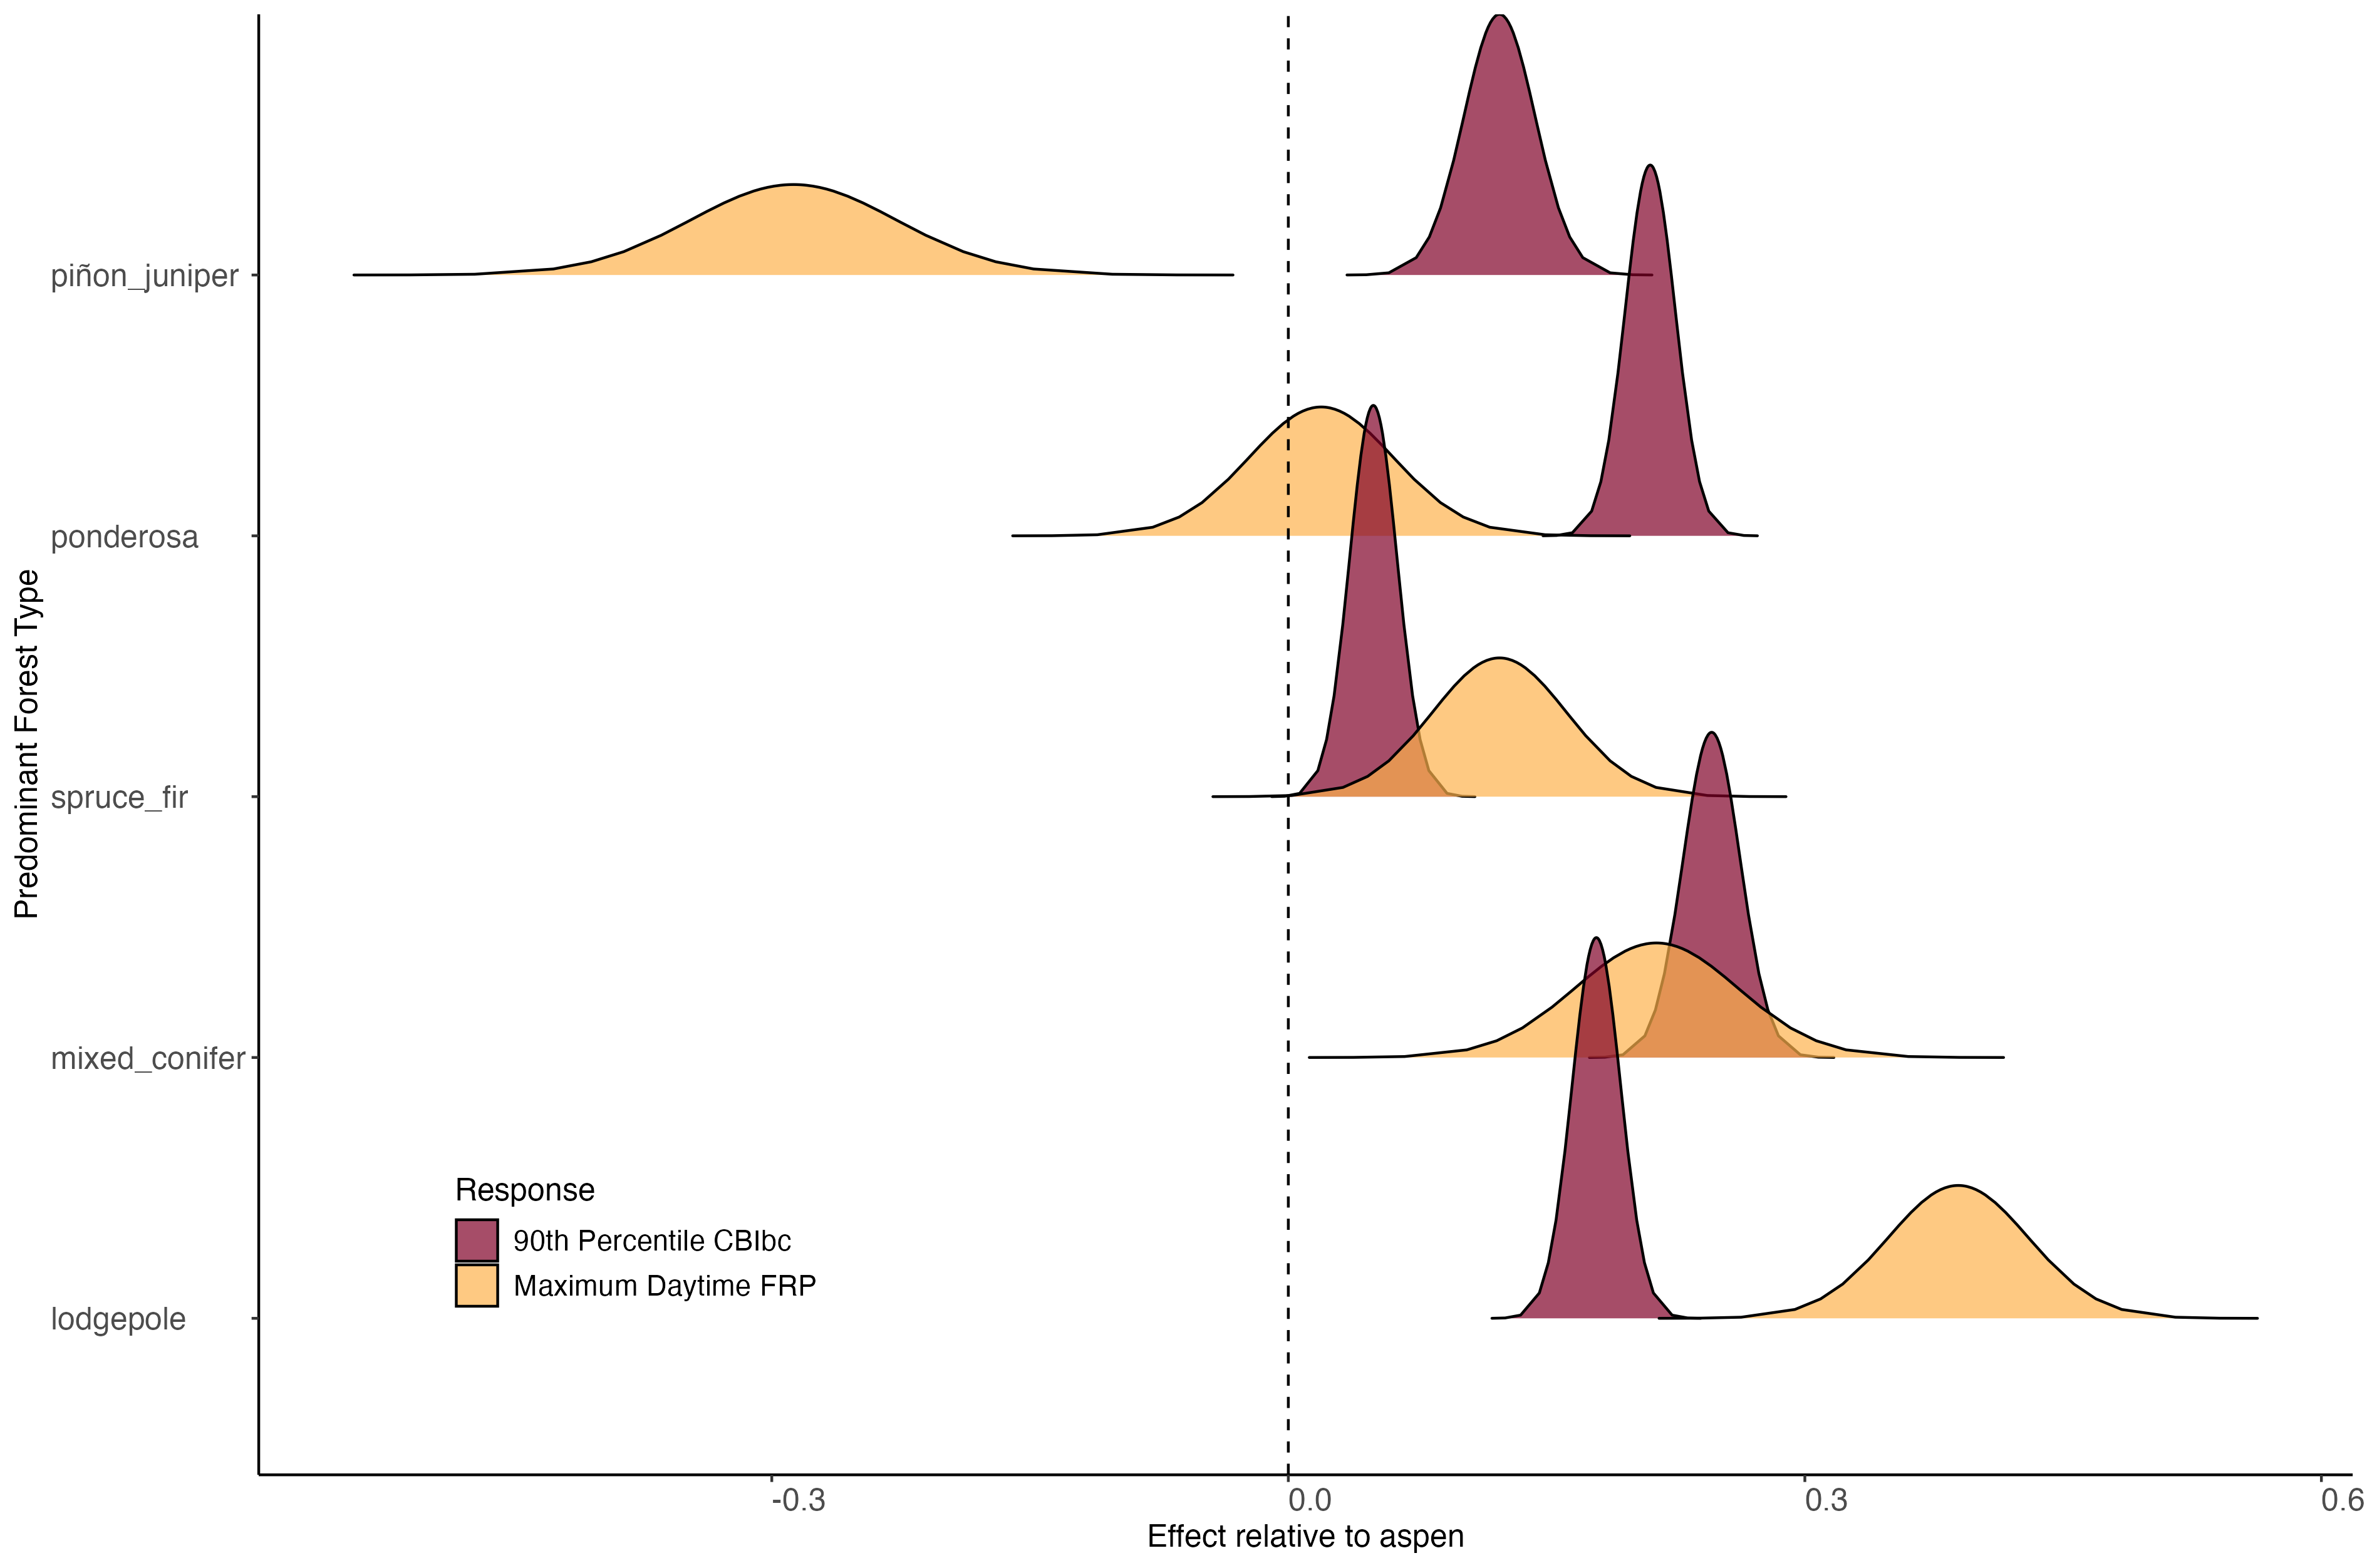 piñon_juniper
ponderosa
spruce_fir
mixed_conifer
lodgepole
Predominant Forest Type
Response
90th Percentile CBIbc
Maximum Daytime FRP
-0.3
0.0
0.3
0.6
Effect relative to aspen